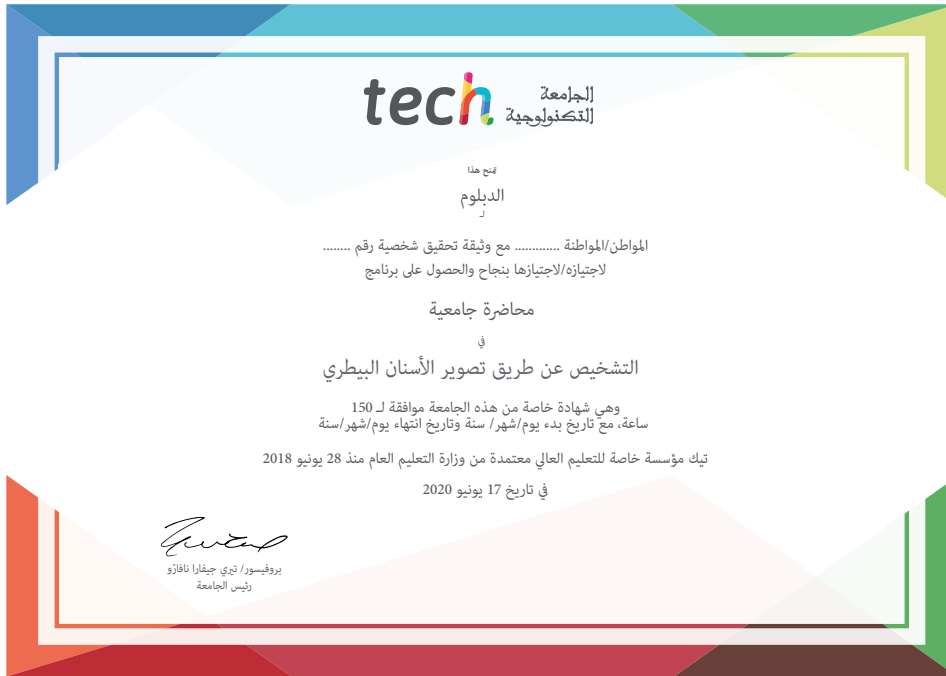 tech الجامعة
التكنولوجية
تمنح هذا
الدبلوم
لـ
المواطن/المواطنة ............. مع وثيقة تحقيق شخصية رقم ........
لاجتيازه/لاجتيازها بنجاح والحصول على برنامج
محاضرة جامعية
في
التشخيص عن طريق تصوير الأسنان البيطري
وهي شهادة خاصة من هذه الجامعة موافقة لـ 150
ساعة، مع تاريخ بدء يوم/شهر/ سنة وتاريخ انتهاء يوم/شهر/سنة
تيك مؤسسة خاصة للتعليم العالي معتمدة من وزارة التعليم العام منذ 28 يونيو 2018
في تاريخ 17 يونيو 2020
بروفيسور/ تيري جيفارا نافارّو
رئيس الجامعة